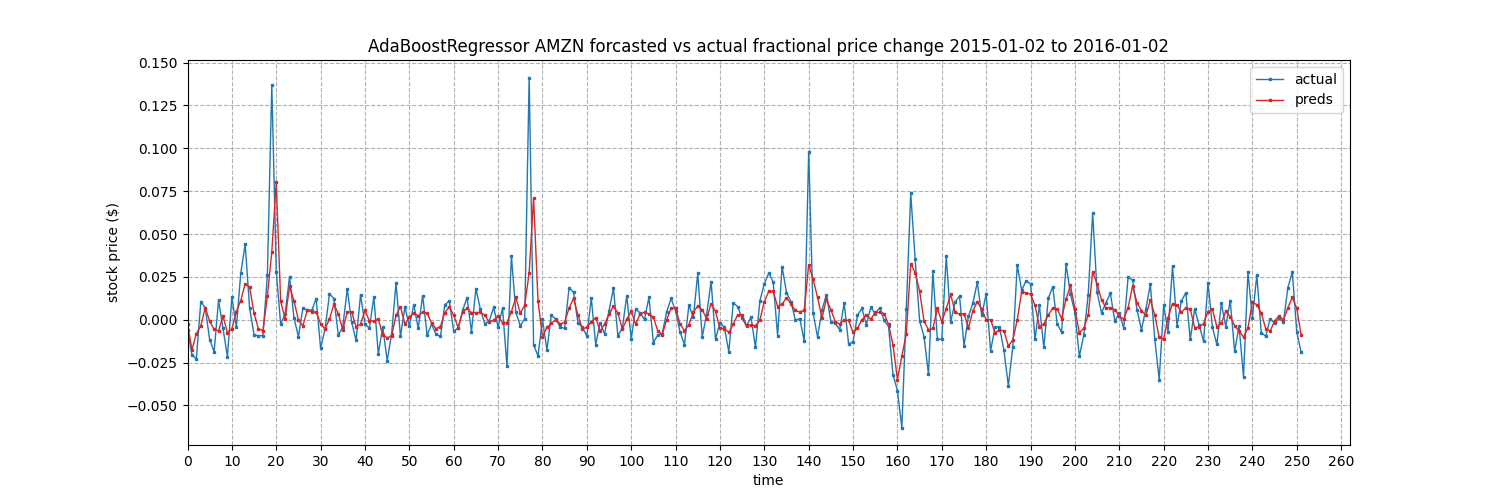 AdaBoostRegressor AMZN forcasted vs actual fractional price change 2015-01-02 to 2016-01-02
0.150
0.125
0.100
0.075
0.050
0.025
0.000
−0.025
−0.050
stock price ($)
actual
preds
0 10 20 30 40 50 60 70 80 90 100 110 120 130 140 150 160 170 180 190 200 210 220 230 240 250 260
time